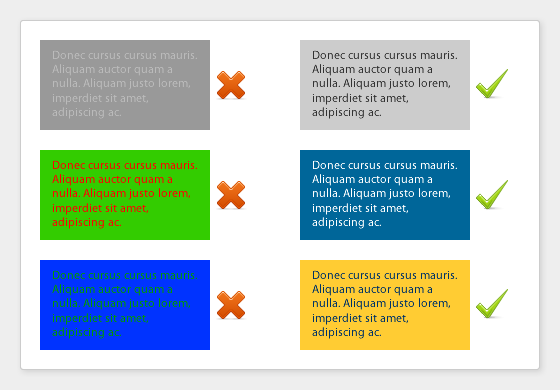 Donec cursus cursus mauris.
Aliquam auctor quam a
nulla. Aliquam justo lorem,
imperdiet sit amet,
adipiscing ac.
Donec cursus cursus mauris.
Aliquam auctor quam a
nulla. Aliquam justo lorem,
imperdiet sit amet,
adipiscing ac.
Donec cursus cursus mauris.
Aliquam auctor quam a
nulla. Aliquam justo lorem,
imperdiet sit amet,
adipiscing ac.
Donec cursus cursus mauris.
Aliquam auctor quam a
nulla. Aliquam justo lorem,
imperdiet sit amet,
adipiscing ac.
Donec cursus cursus mauris.
Aliquam auctor quam a
nulla. Aliquam justo lorem,
imperdiet sit amet,
adipiscing ac.
Donec cursus cursus mauris.
Aliquam auctor quam a
nulla. Aliquam justo lorem,
imperdiet sit amet,
adipiscing ac.